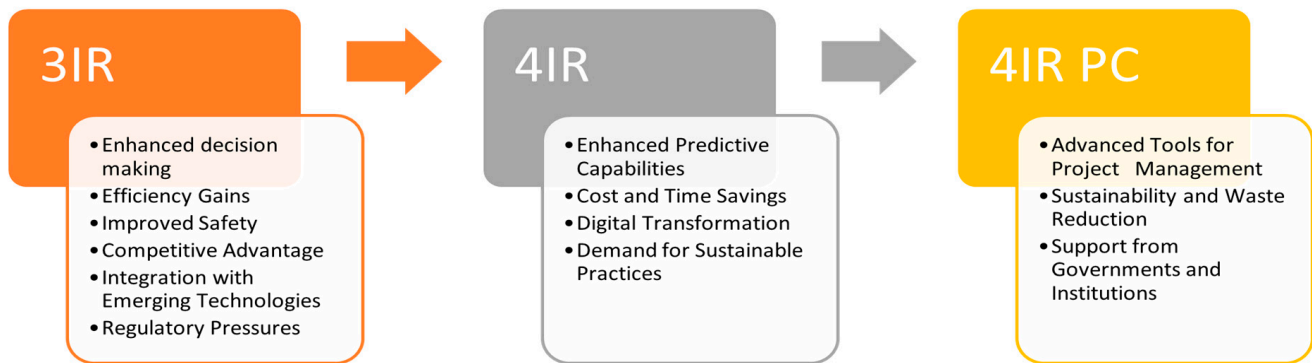 3IR
• Enhanced decision
making
• Efficiency Gains
• Improved Safety
• Competitive Advantage
• Integration with
Emerging Technologies
• Regulatory Pressures
4IR
• Enhanced Predictive
Capabilities
• Cost and Time Savings
• Digital Transformation
• Demand for Sustainable
Practices
4IR PC
• Advanced Tools for
Project Management
• Sustainability and Waste
Reduction
• Support from
Governments and
Institutions